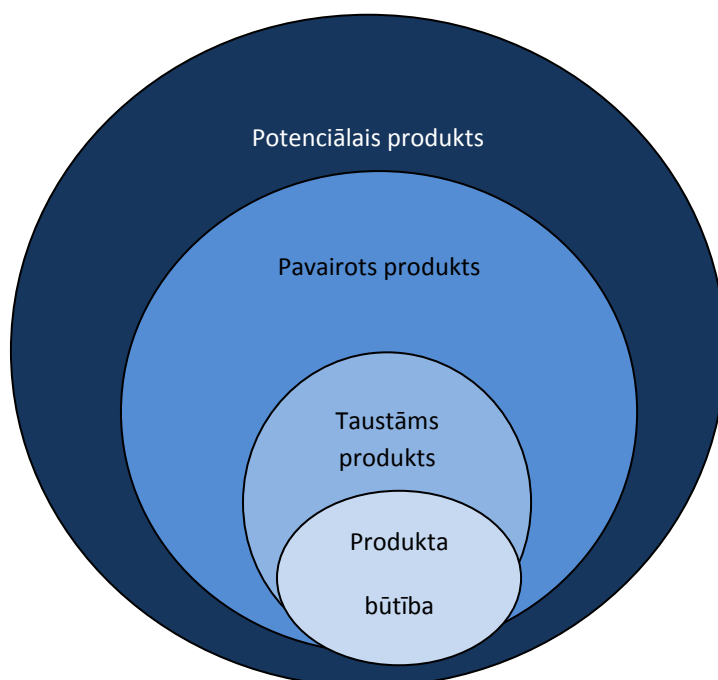 Potenciālais produkts
Pavairots produkts
Taustāms
produkts
Produkta
būtība